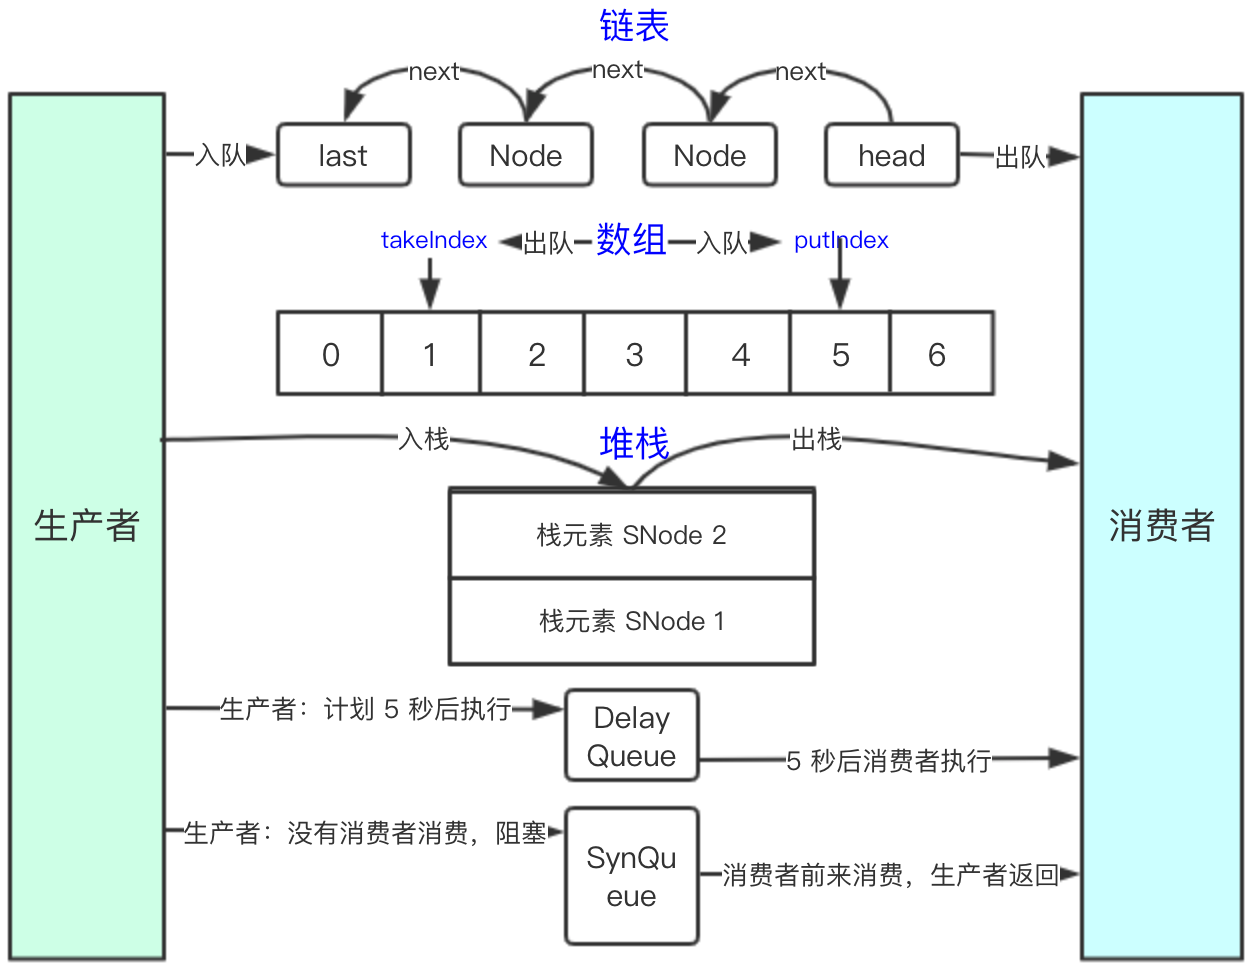 链表
next
next
next
入队
last
Node
Node
head
出队
takeIndex
出队
数组
入队
putIndex
0
1
2
3
4
5
6
入栈
堆栈
出栈
生产者
栈元素 SNode 2
消费者
栈元素 SNode 1
生产者：计划 5 秒后执行
Delay
Queue
5 秒后消费者执行
生产者：没有消费者消费，阻塞
SynQu
eue
消费者前来消费，生产者返回